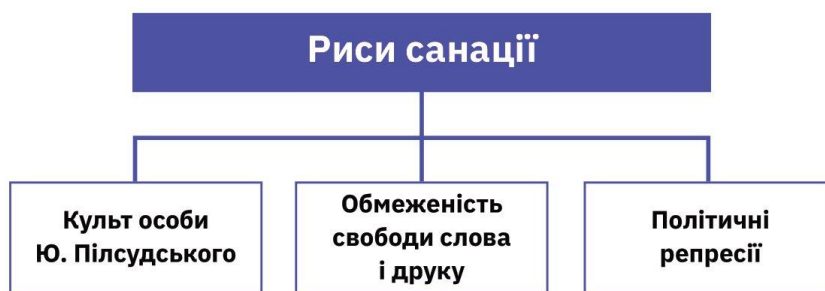 Риси санації
Культ особи
Ю. Пілсудського
Обмеженість
свободи слова
і друку
Політичні
репресії